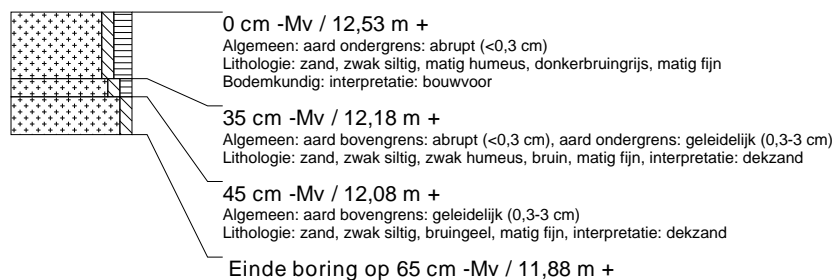 0 cm -Mv / 12,53 m +
Algemeen: aard ondergrens: abrupt (<0,3 cm)
Lithologie: zand, zwak siltig, matig humeus, donkerbruingrijs, matig fijn
Bodemkundig: interpretatie: bouwvoor
35 cm -Mv / 12,18 m +
Algemeen: aard bovengrens: abrupt (<0,3 cm), aard ondergrens: geleidelijk (0,3-3 cm)
Lithologie: zand, zwak siltig, zwak humeus, bruin, matig fijn, interpretatie: dekzand
45 cm -Mv / 12,08 m +
Algemeen: aard bovengrens: geleidelijk (0,3-3 cm)
Lithologie: zand, zwak siltig, bruingeel, matig fijn, interpretatie: dekzand
Einde boring op 65 cm -Mv / 11,88 m +